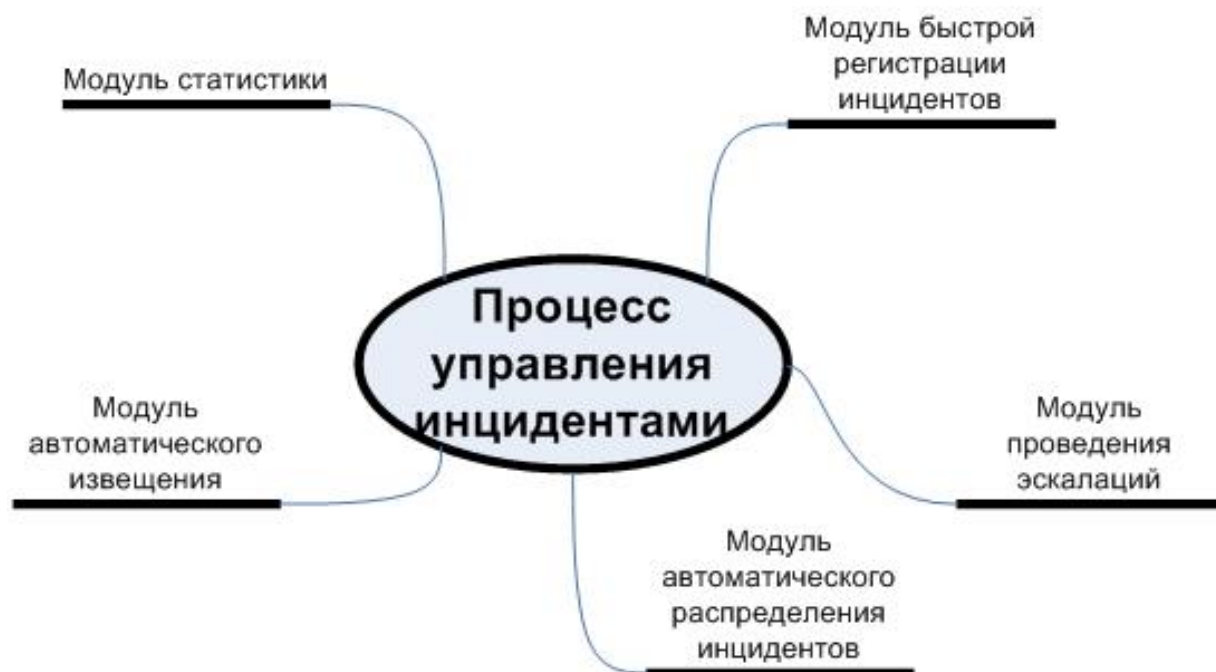 Модуль статистики
Модуль быстрой
регистрации
инцидентов
Процесс
управления
инцидентами
Модуль
автоматического
извещения
Модуль
проведения
эскалаций
Модуль
автоматического
распределения
инцидентов